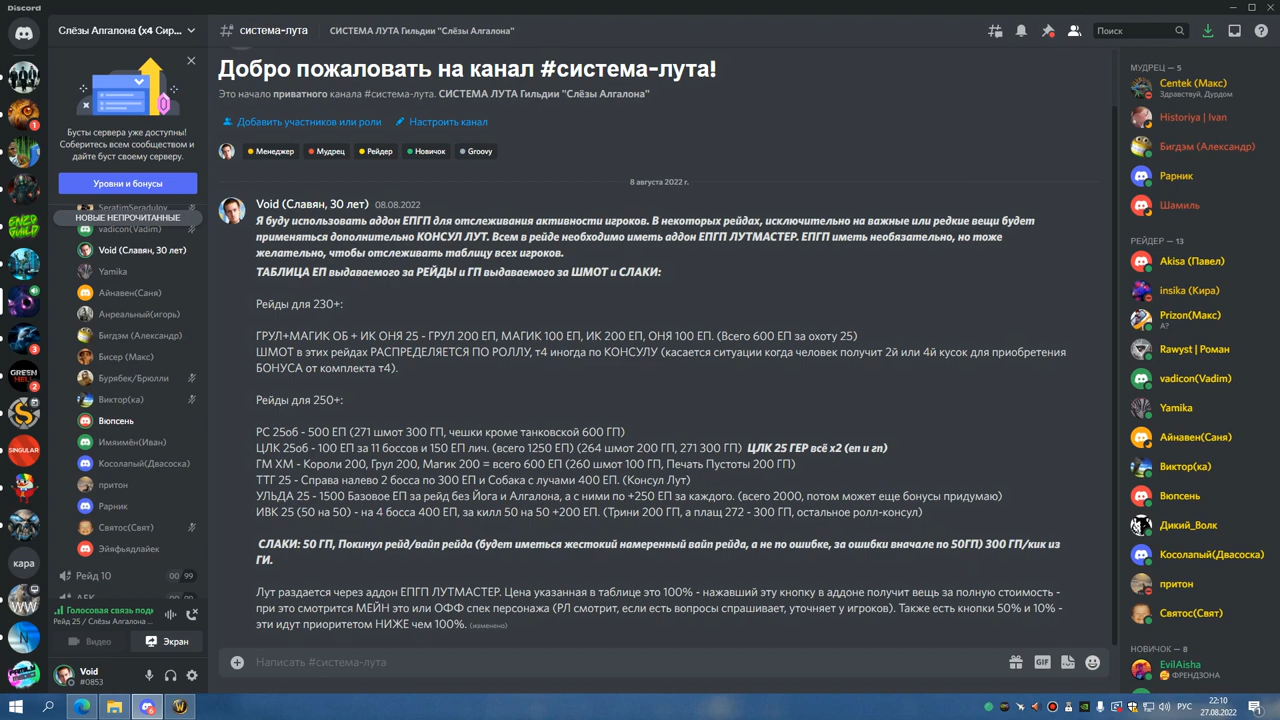 Discord
Слёзы Алгалона (x4 Сир...
система-лута
СИСТЕМА ЛУТА Гильдии "Слёзы Алгалона"
Поиск
Бусты сервера уже доступны!
Соберитесь всем сообществом и
дайте буст своему серверу.
Уровни и бонусы
SeratimSeradulov
НОВЫЕ НЕПРОЧИТАННЫЕ
vadicon(Vadim)
Void (Славян, 30 лет)
Yamika
Айнавен(Саня)
Анреальный(игорь)
Бигдэм (Александр)
Бисер (Макс)
Бурябек/Брюлли
Виктор(ка)
Вюпсень
Имяимён(Иван)
Косолапый(Двасоска)
притон
Рарник
Святос(Свят)
Эйяфьядлайек
Рейд 10
00 99
Голосовая связь подк
Рейд 25 / Слёзы Алгалона ...
Видео
Экран
Void
#0853
1
3
2
GREEN HELL
SINGULAR
кара
WW
N
Добро пожаловать на канал #система-лута!
Это начало приватного канала #система-лута. СИСТЕМА ЛУТА Гильдии "Слёзы Алгалона"
Добавить участников или роли
Настроить канал
Менеджер
Мудрец
Рейдер
Новичок
Groovy
8 августа 2022 г.
Void (Славян, 30 лет) 08.08.2022
Я буду использовать аддон ЕПГП для отслеживания активности игроков. В некоторых рейдах, исключительно на важные или редкие вещи будет
применяться дополнительно КОНСУЛ ЛУТ. Всем в рейде необходимо иметь аддон ЕПГП ЛУТМАСТЕР. ЕПГП иметь необязательно, но тоже
желательно, чтобы отслеживать таблицу всех игроков.
ТАБЛИЦА ЕП выдаваемого за РЕЙДЫ и ГП выдаваемого за ШМОТ и СЛАКИ:
Рейды для 230+:
ГРУЛ+МАГИК ОБ + ИК ОНЯ 25 - ГРУЛ 200 ЕП, МАГИК 100 ЕП, ИК 200 ЕП, ОНЯ 100 ЕП. (Всего 600 ЕП за охоту 25)
ШМОТ в этих рейдах РАСПРЕДЕЛЯЕТСЯ ПО РОЛЛУ, т4 иногда по КОНСУЛУ (касается ситуации когда человек получит 2й или 4й кусок для приобретения
БОНУСА от комплекта т4).
Рейды для 250+:
РС 25об - 500 ЕП (271 шмот 300 ГП, чешки кроме танковской 600 ГП)
ЦЛК 25об - 100 ЕП за 11 боссов и 150 ЕП лич. (всего 1250 ЕП) (264 шмот 200 ГП, 271 300 ГП) ЦЛК 25 ГЕР всё x2 (еп и гп)
ГМ ХМ - Короли 200, Грул 200, Магик 200 = всего 600 ЕП (260 шмот 100 ГП, Печать Пустоты 200 ГП)
ТТГ 25 - Справа налево 2 босса по 300 ЕП и Собака с лучами 400 ЕП. (Консул Лут)
УЛЬДА 25 - 1500 Базовое ЕП за рейд без Йога и Алгалона, а с ними по +250 ЕП за каждого. (всего 2000, потом может еще бонусы придумаю)
ИВК 25 (50 на 50) - на 4 босса 400 ЕП, за килл 50 на 50 +200 ЕП. (Трини 200 ГП, а плащ 272 - 300 ГП, остальное ролл-консул)
СЛАКИ: 50 ГП, Покинул рейд/вайп рейда (будет иметься жестокий намеренный вайп рейда, а не по ошибке, за ошибки вначале по 50ГП) 300 ГП/кик из
ГИ.
Лут раздается через аддон ЕПГП ЛУТМАСТЕР. Цена указанная в таблице это 100% - нажавший эту кнопку в аддоне получит вещь за полную стоимость -
при это смотрится МЕЙН это или ОФФ спек персонажа (РЛ смотрит, если есть вопросы спрашивает, уточняет у игроков). Также есть кнопки 50% и 10% -
эти идут приоритетом НИЖЕ чем 100%. (изменено)
Написать #система-лута
GIF
МУДРЕЦ — 5
Centek (Макс)
Здравствуй, Дурдом
Historiya | Ivan
Бигдэм (Александр)
Рарник
Шамиль
РЕЙДЕР — 13
Akisa (Павел)
insika (Кира)
Prizon(Макс)
А?
Rawyst | Роман
vadicon(Vadim)
Yamika
Айнавен(Саня)
Виктор(ка)
Вюпсень
Дикий_Волк
Косолапый(Двасоска)
притон
Святос(Свят)
НОВИЧОК — 8
EvilAisha
ФРЕНДЗОНА
РУС
22:10
27.08.2022